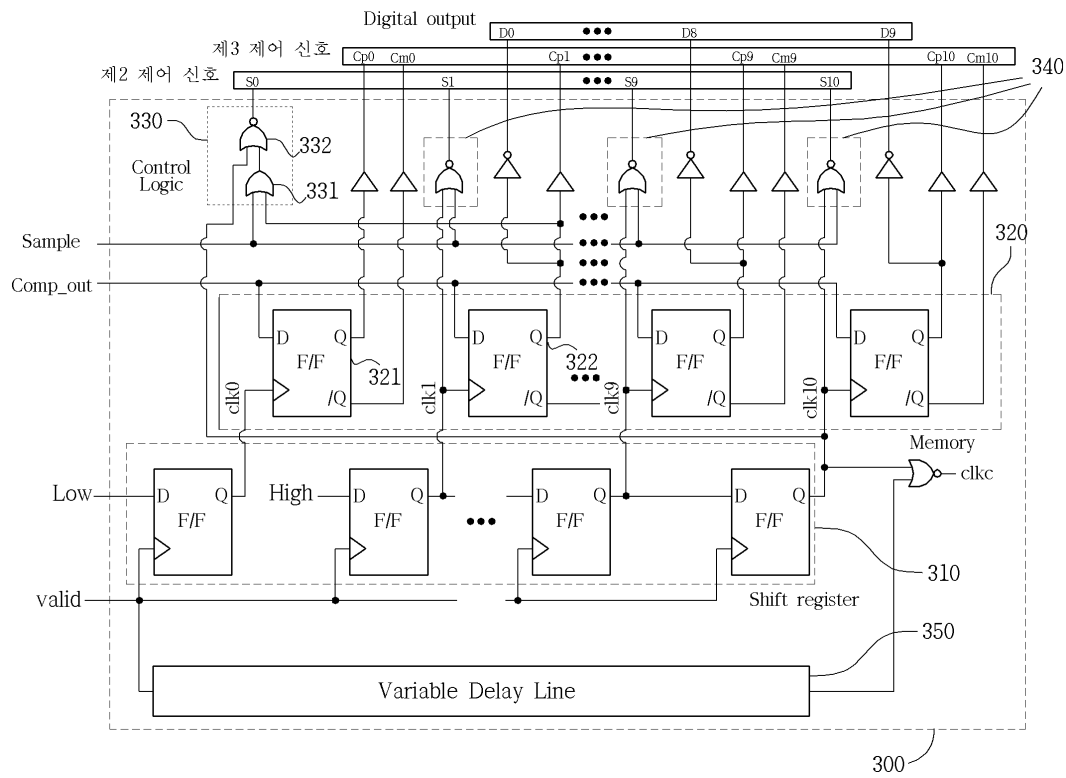 Digital output
D0 D8 D9
제3 제어 신호
Cp0 Cm0 Cp1 Cp9 Cm9 Cp10 Cm10
제2 제어 신호
S0 S1 S9 S10
340
330
332
Control
Logic
331
Sample
320
Comp_out
D Q
F/F
/Q
321
D Q
F/F
322
D Q
F/F
/Q
D Q
F/F
/Q
clk0
clk1
clk9
clk10
Memory
clkc
Low
D Q
F/F
High
D Q
F/F
D Q
F/F
D Q
F/F
310
valid
Shift register
350
Variable Delay Line
300